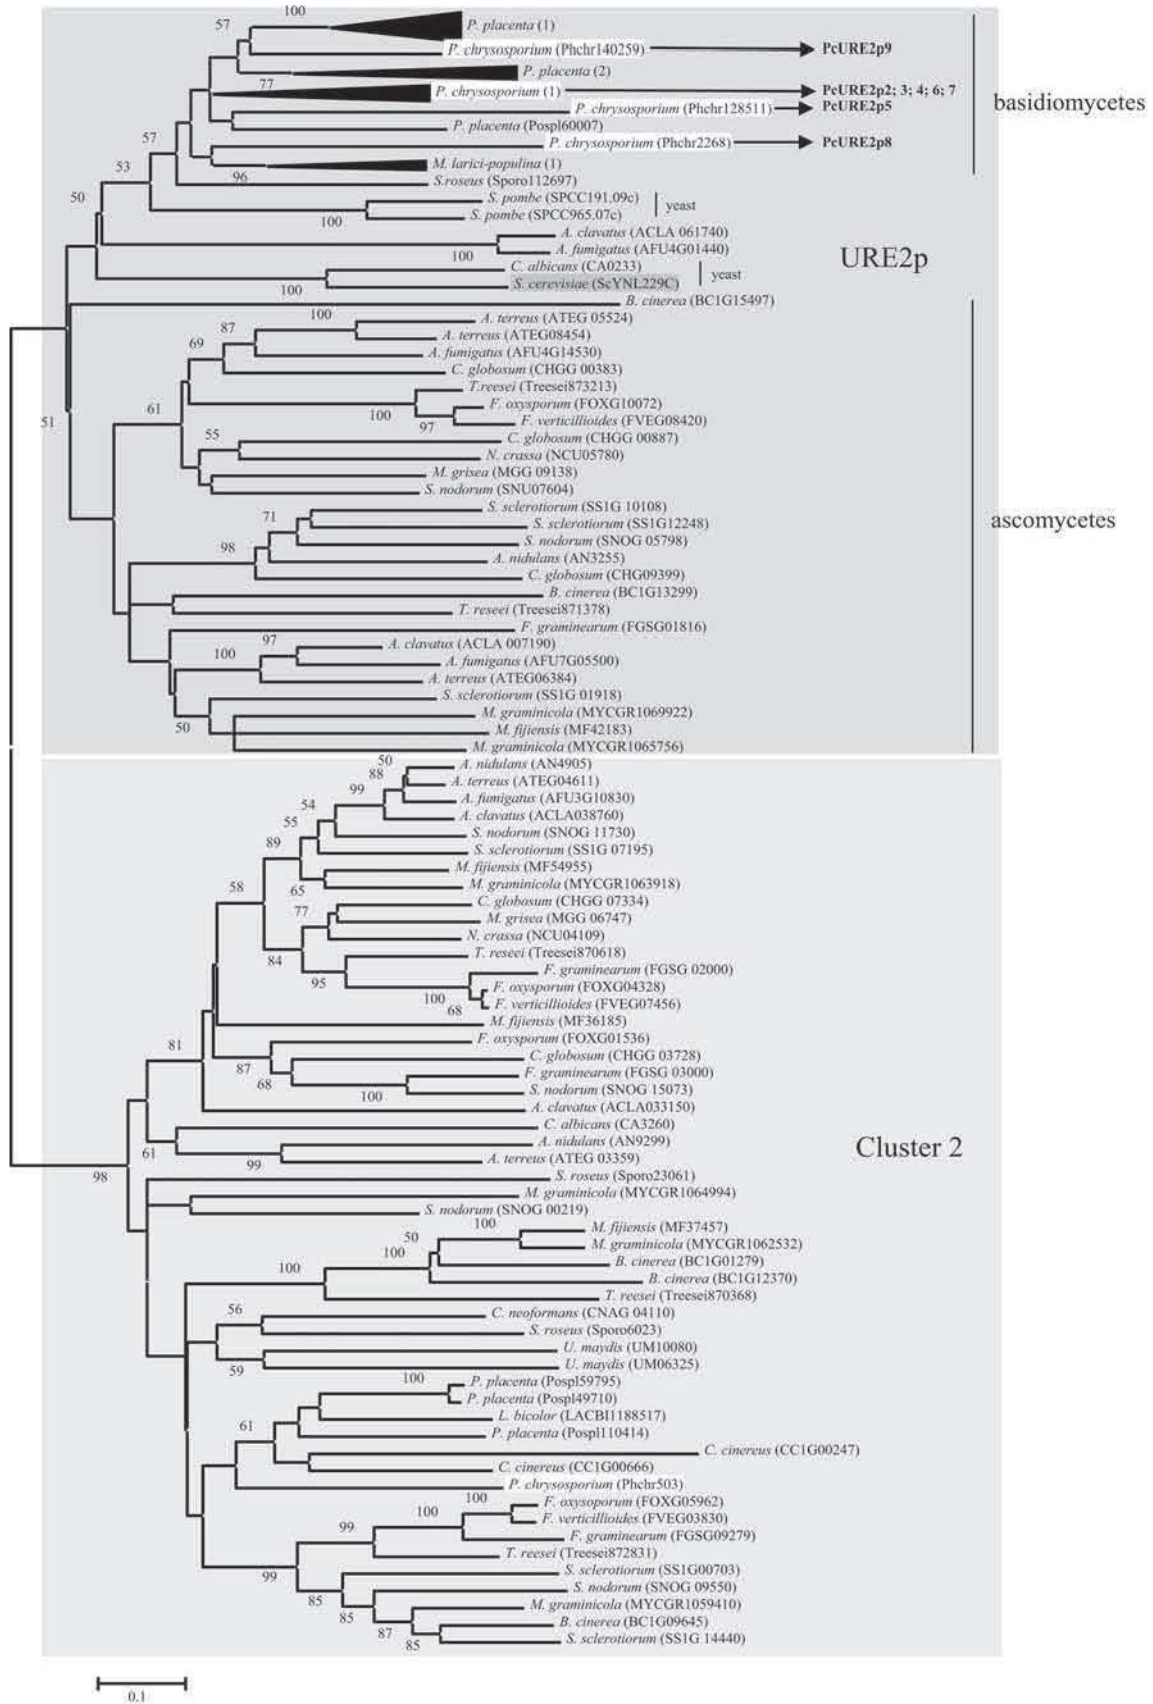 100
57
P. placenta (1)
P. chrysosporium (Phchr140259)
PcURE2p9
P. placenta (2)
77
P. chrysosporium (1)
PcURE2p2; 3; 4; 6; 7
basidiomycetes
P. chrysosporium (Phchr128511)
PcURE2p5
P. placenta (Pospl60007)
57
P. chrysosporium (Phchr2268)
PcURE2p8
M. larici-populina (1)
53
96
S.roseus (Sporo112697)
50
S. pombe (SPCC191.09c)
yeast
S. pombe (SPCC965.07c)
100
A. clavatus (ACLA 061740)
A. fumigatus (AFU4G01440)
100
URE2p
C. albicans (CA0233)
yeast
S. cerevisiae (ScYNL229C)
100
B. cinerea (BC1G15497)
100
A. terreus (ATEG 05524)
87
A. terreus (ATEG08454)
69
A. fumigatus (AFU4G14530)
C. globosum (CHGG 00383)
T.reesei (Treesei873213)
61
100
F. oxysporum (FOXG10072)
97
F. verticillioides (FVEG08420)
51
55
C. globosum (CHGG 00887)
N. crassa (NCU05780)
M. grisea (MGG 09138)
S. nodorum (SNU07604)
S. sclerotiorum (SS1G 10108)
71
S. sclerotiorum (SS1G12248)
ascomycetes
S. nodorum (SNOG 05798)
98
A. nidulans (AN3255)
C. globosum (CHG09399)
B. cinerea (BC1G13299)
T. reseei (Treesei871378)
F. graminearum (FGSG01816)
97
A. clavatus (ACLA 007190)
100
A. fumigatus (AFU7G05500)
A. terreus (ATEG06384)
S. sclerotiorum (SS1G 01918)
M. graminicola (MYCGR1069922)
50
M. fijiensis (MF42183)
M. graminicola (MYCGR1065756)
50
A. nidulans (AN4905)
88
A. terreus (ATEG04611)
99
A. fumigatus (AFU3G10830)
54
A. clavatus (ACLA038760)
55
S. nodorum (SNOG 11730)
89
S. sclerotiorum (SS1G 07195)
M. fijiensis (MF54955)
58
65
M. graminicola (MYCGR1063918)
77
C. globosum (CHGG 07334)
M. grisea (MGG 06747)
N. crassa (NCU04109)
84
T. reseei (Treesei870618)
95
F. graminearum (FGSG 02000)
100
F. oxysporum (FOXG04328)
68
F. verticillioides (FVEG07456)
M. fijiensis (MF36185)
81
F. oxysporum (FOXG01536)
87
C. globosum (CHGG 03728)
68
F. graminearum (FGSG 03000)
100
S. nodorum (SNOG 15073)
A. clavatus (ACLA033150)
C. albicans (CA3260)
61
A. nidulans (AN9299)
Cluster 2
99
A. terreus (ATEG 03359)
98
S. roseus (Sporo23061)
M. graminicola (MYCGR1064994)
S. nodorum (SNOG 00219)
100
M. fijiensis (MF37457)
50
M. graminicola (MYCGR1062532)
100
B. cinerea (BC1G01279)
100
B. cinerea (BC1G12370)
T. reesei (Treesei870368)
56
C. neoformans (CNAG 04110)
S. roseus (Sporo6023)
U. maydis (UM10080)
59
U. maydis (UM06325)
100
P. placenta (Pospl59795)
P. placenta (Pospl49710)
L. bicolor (LACBI1188517)
61
P. placenta (Pospl110414)
C. cinereus (CC1G00247)
C. cinereus (CC1G00666)
P. chrysosporium (Phchr503)
100
F. oxysoporum (FOXG05962)
100
F. verticillioides (FVEG03830)
99
F. graminearum (FGSG09279)
T. reesei (Treesei872831)
99
S. sclerotiorum (SS1G00703)
85
S. nodorum (SNOG 09550)
85
M. graminicola (MYCGR1059410)
87
B. cinerea (BC1G09645)
85
S. sclerotiorum (SS1G 14440)
0.1